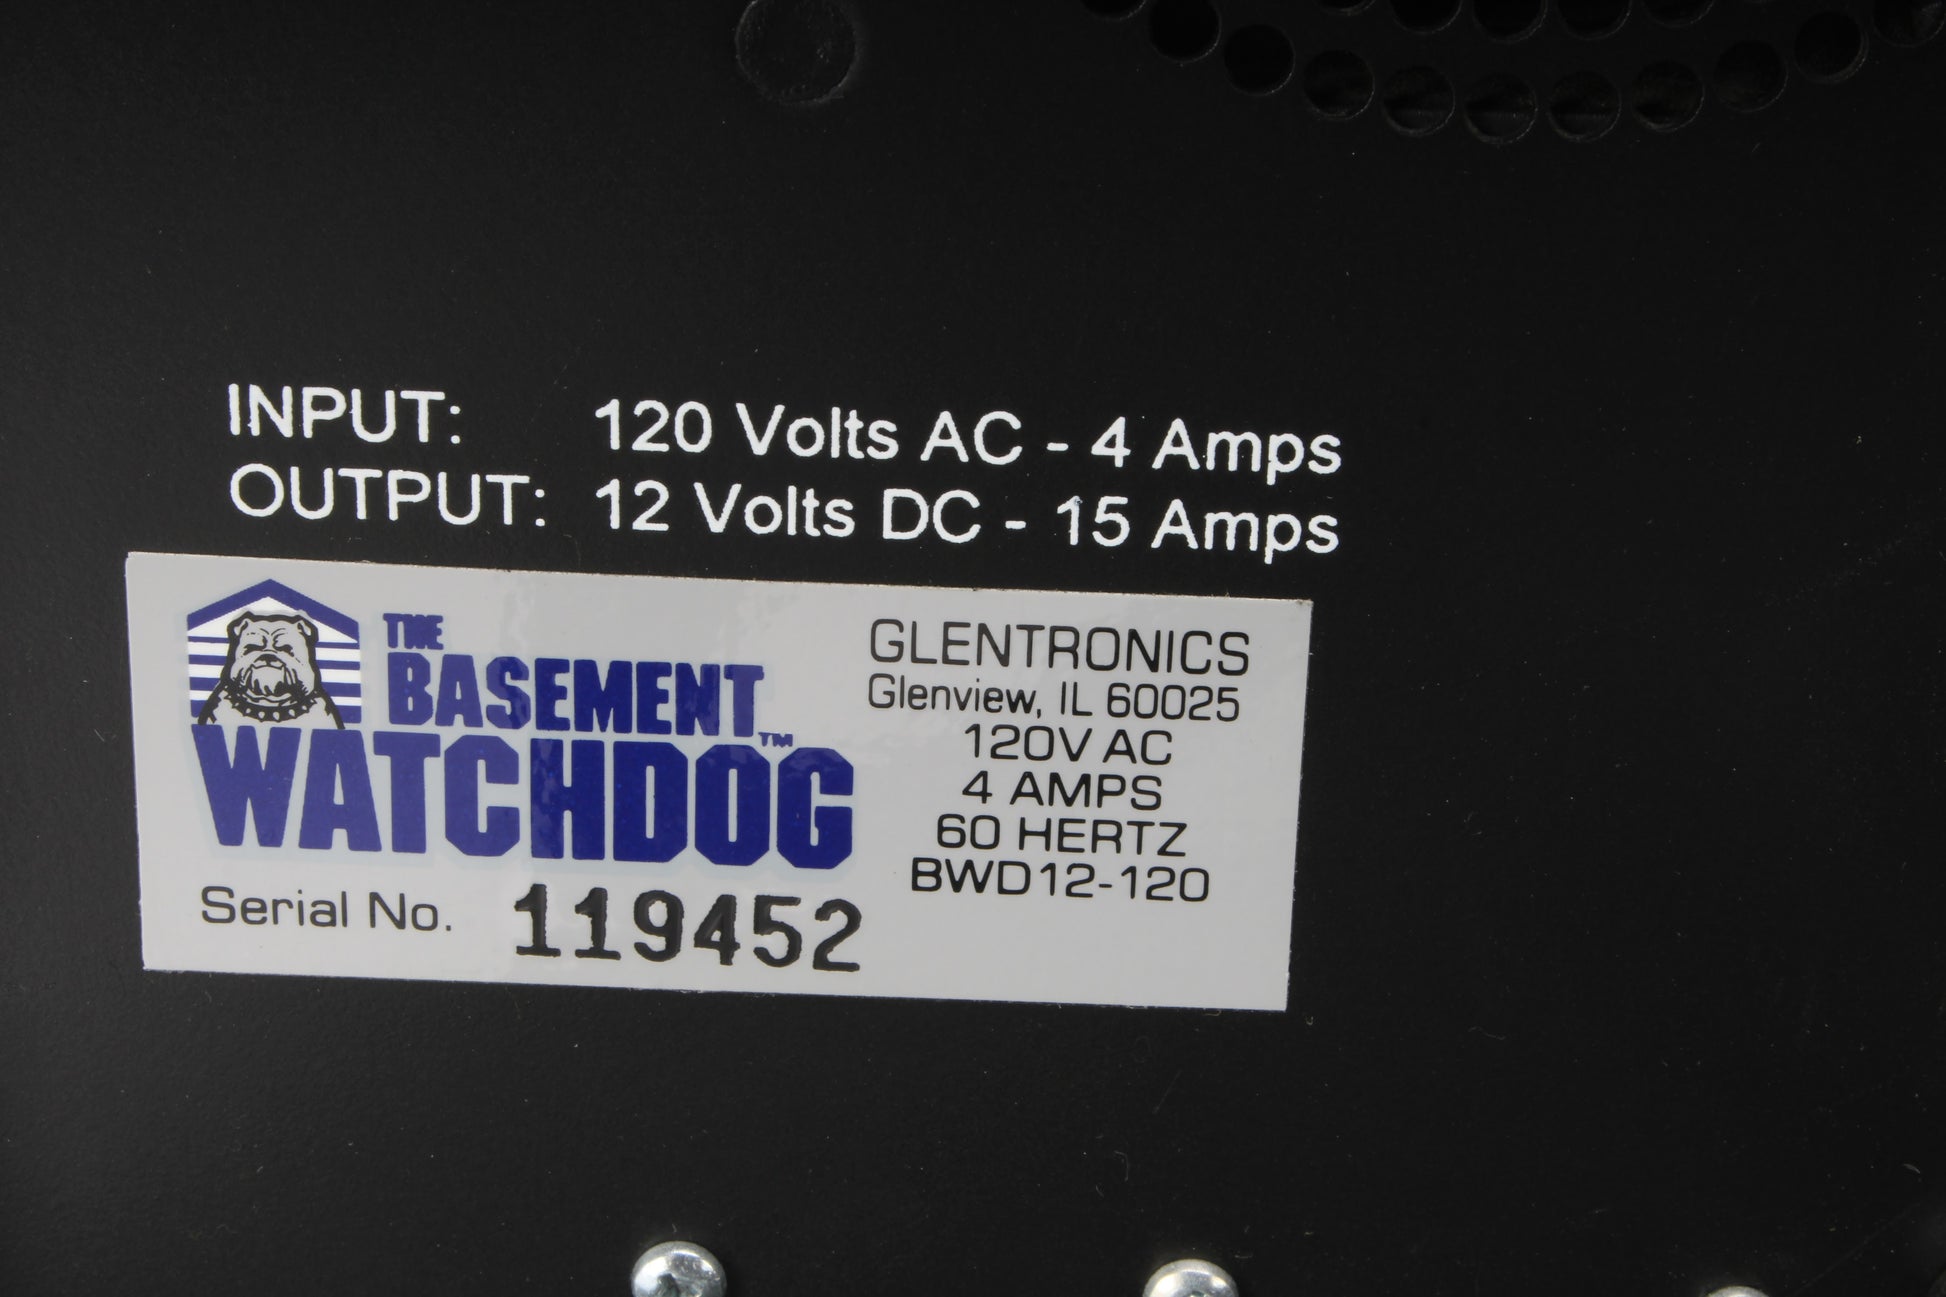 INPUT: 120 Volts AC - 4 Amps
OUTPUT: 12 Volts DC - 15 Amps
THE
BASEMENT
WATCHDOG™
Serial No. 119452
GLENTRONICS
Glenview, IL 60025
120V AC
4 AMPS
60 HERTZ
BWD12-120